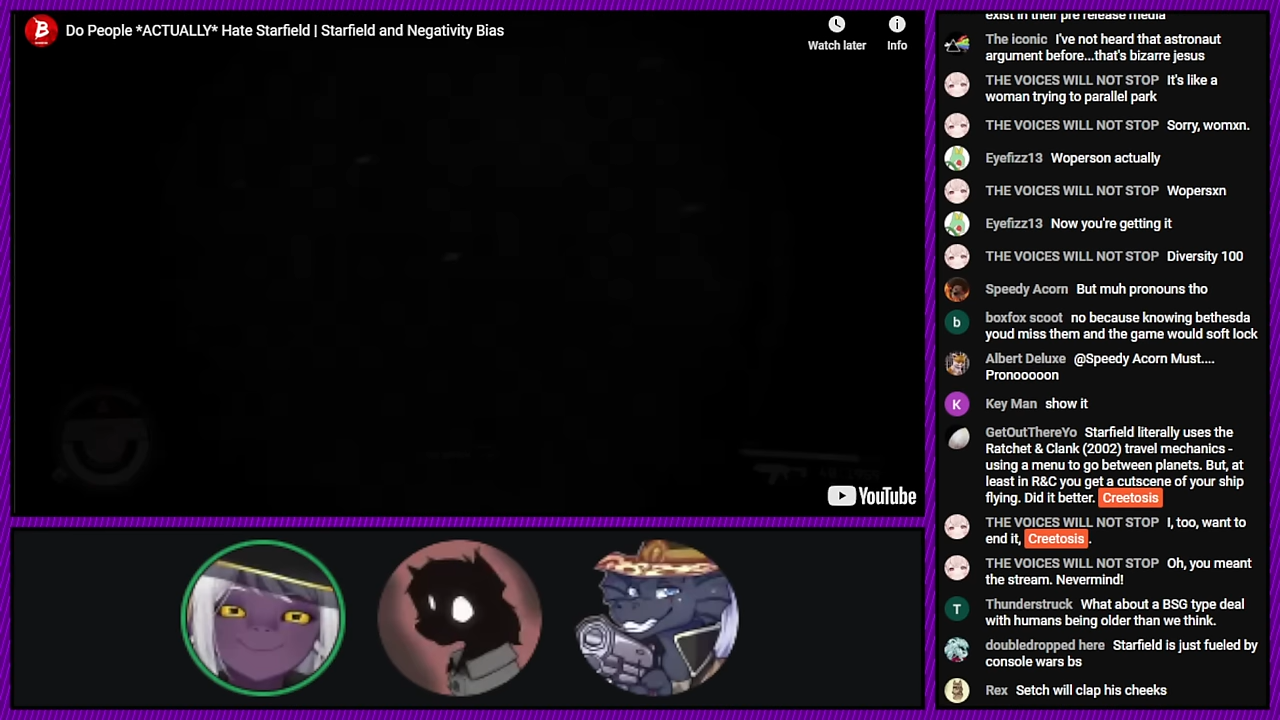 Do People *ACTUALLY* Hate Starfield | Starfield and Negativity Bias
Watch later
Info
YouTube
exist in their pre release media
The iconic I've not heard that astronaut
argument before...that's bizarre jesus
THE VOICES WILL NOT STOP It's like a
woman trying to parallel park
THE VOICES WILL NOT STOP Sorry, womxn.
Eyefizz13 Woperson actually
THE VOICES WILL NOT STOP Wopersxn
Eyefizz13 Now you're getting it
THE VOICES WILL NOT STOP Diversity 100
Speedy Acorn But muh pronouns tho
b
boxfox scoot no because knowing bethesda
youd miss them and the game would soft lock
Albert Deluxe @Speedy Acorn Must....
Pronooooon
K
Key Man show it
GetOutThereYo Starfield literally uses the
Ratchet & Clank (2002) travel mechanics -
using a menu to go between planets. But, at
least in R&C you get a cutscene of your ship
flying. Did it better. Creetosis
THE VOICES WILL NOT STOP I, too, want to
end it, Creetosis.
THE VOICES WILL NOT STOP Oh, you meant
the stream. Nevermind!
T
Thunderstruck What about a BSG type deal
with humans being older than we think.
doubledropped here Starfield is just fueled by
console wars bs
Rex Setch will clap his cheeks